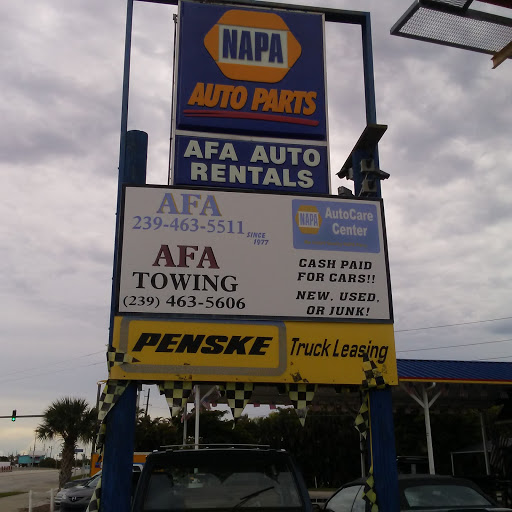 NAPA
AUTO PARTS
AFA AUTO
RENTALS
AFA
239-463-5511 SINCE 1977
AFA
TOWING
(239) 463-5606
NAPA AutoCare
Center
CASH PAID
FOR CARS!!
NEW, USED,
OR JUNK!
PENSKE Truck Leasing